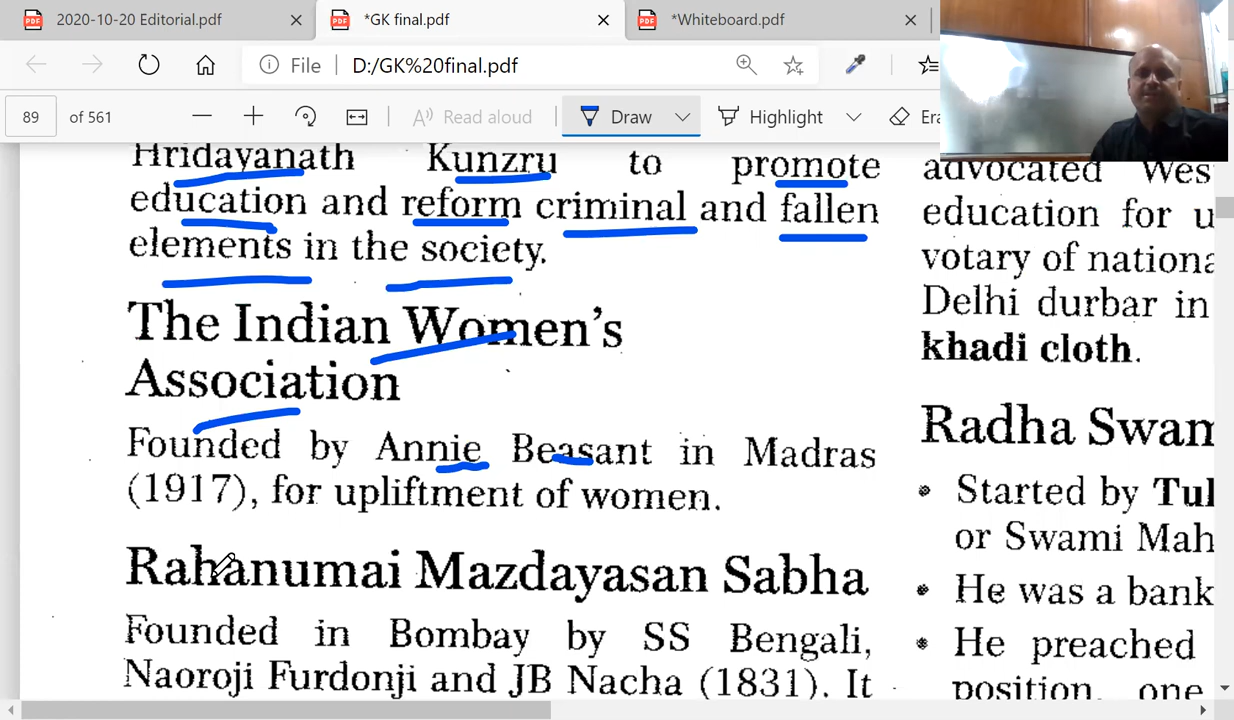 2020-10-20 Editorial.pdf
*GK final.pdf
*Whiteboard.pdf
File
D:/GK%20final.pdf
89 of 561
Read aloud
Draw
Highlight
Era
Hridayanath Kunzru to promote
education and reform criminal and fallen
elements in the society.
The Indian Women's
Association
Founded by Annie Beasant in Madras
(1917), for upliftment of women.
Rahanumai Mazdayasan Sabha
Founded in Bombay by SS Bengali,
Naoroji Furdonji and JB Nacha (1831). It
advocated Wes
education for u
votary of nationa
Delhi durbar in
khadi cloth.
Radha Swam
• Started by Tul
or Swami Mah
• He was a bank
• He preached
position, one